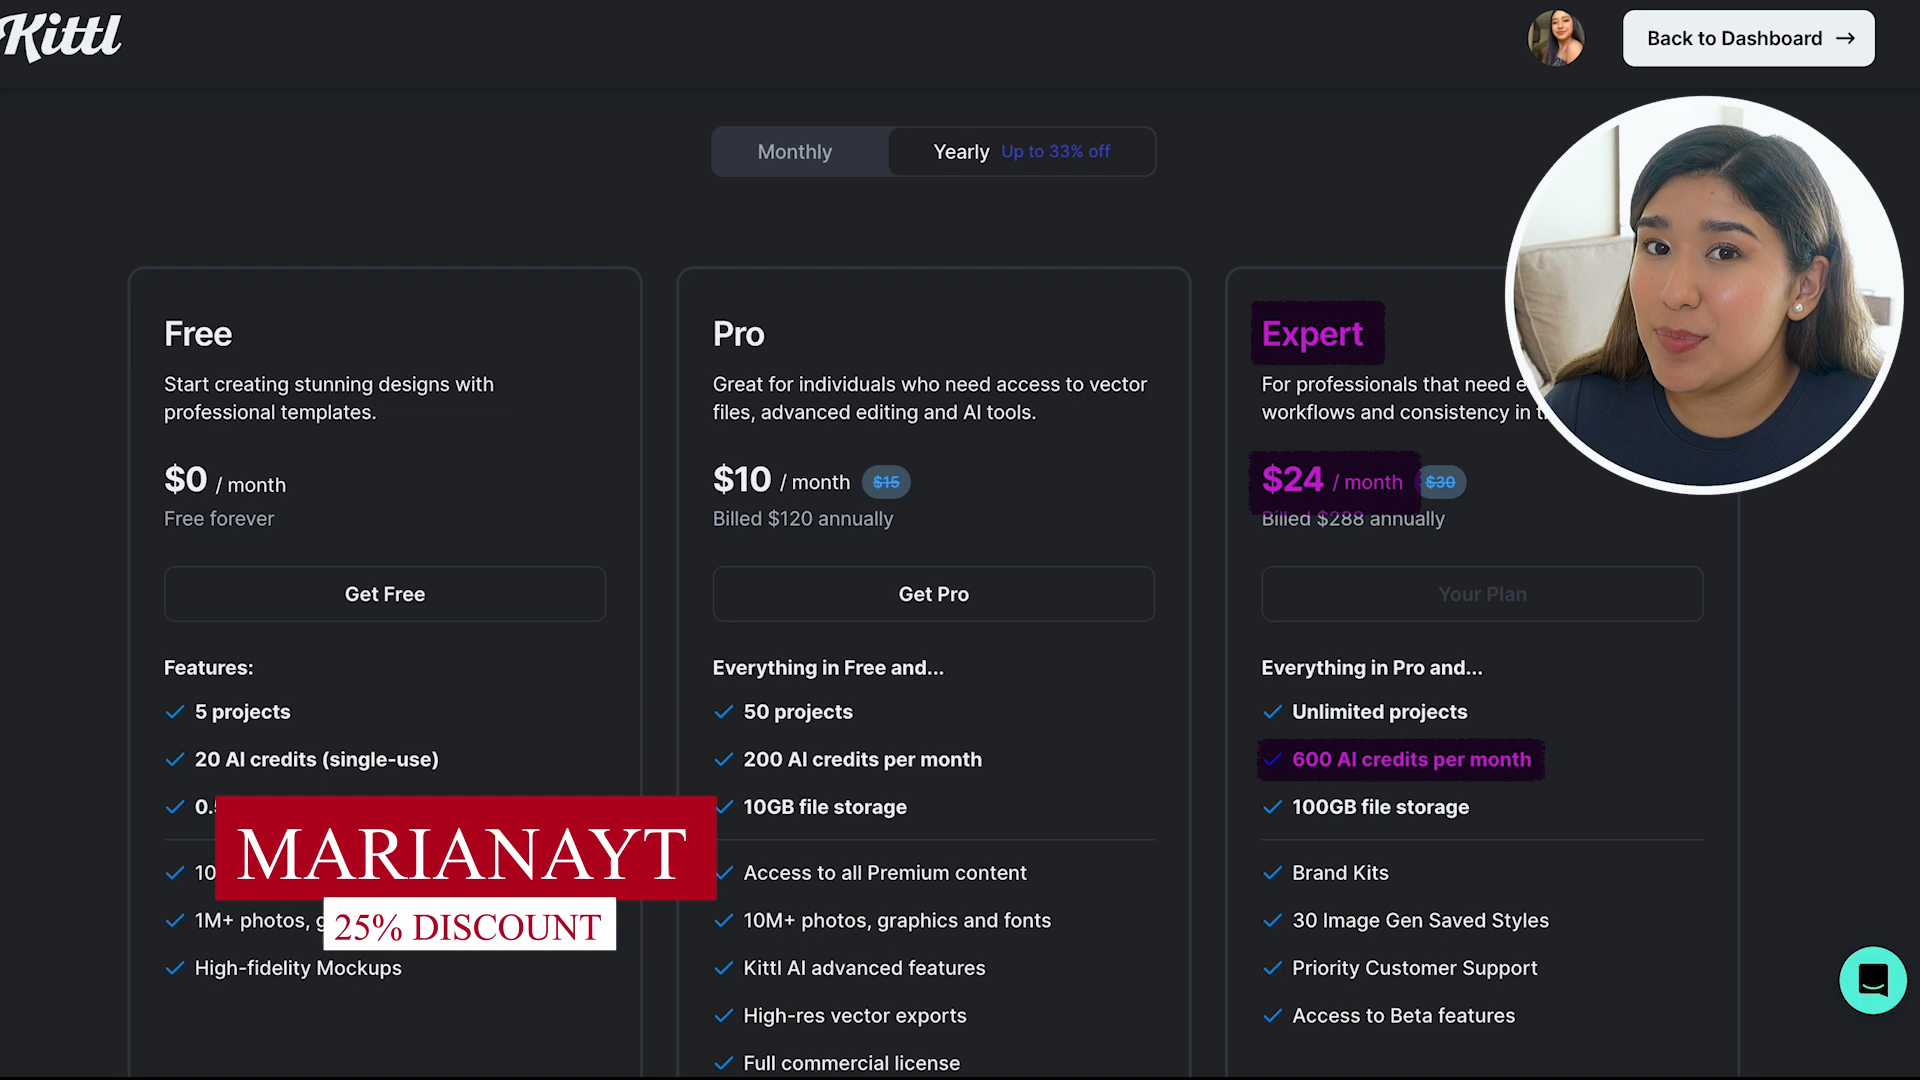 Kittl
Back to Dashboard
Monthly
Yearly Up to 33% off
Free
Start creating stunning designs with
professional templates.
$0 / month
Free forever
Get Free
Features:
5 projects
20 AI credits (single-use)
0.
10
1M+ photos,
High-fidelity Mockups
MARIANAYT
25% DISCOUNT
Pro
Great for individuals who need access to vector
files, advanced editing and AI tools.
$10 / month $15
Billed $120 annually
Get Pro
Everything in Free and...
50 projects
200 AI credits per month
10GB file storage
Access to all Premium content
10M+ photos, graphics and fonts
Kittl AI advanced features
High-res vector exports
Full commercial license
Expert
For professionals that need
workflows and consistency in
$24 / month $30
Billed $288 annually
Your Plan
Everything in Pro and...
Unlimited projects
600 AI credits per month
100GB file storage
Brand Kits
30 Image Gen Saved Styles
Priority Customer Support
Access to Beta features